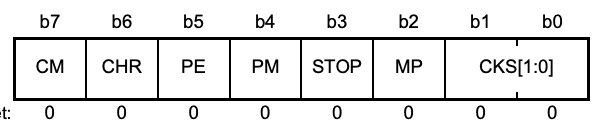 b7 b6 b5 b4 b3 b2 b1 b0
CM CHR PE PM STOP MP CKS[1:0]
et: 0 0 0 0 0 0 0 0